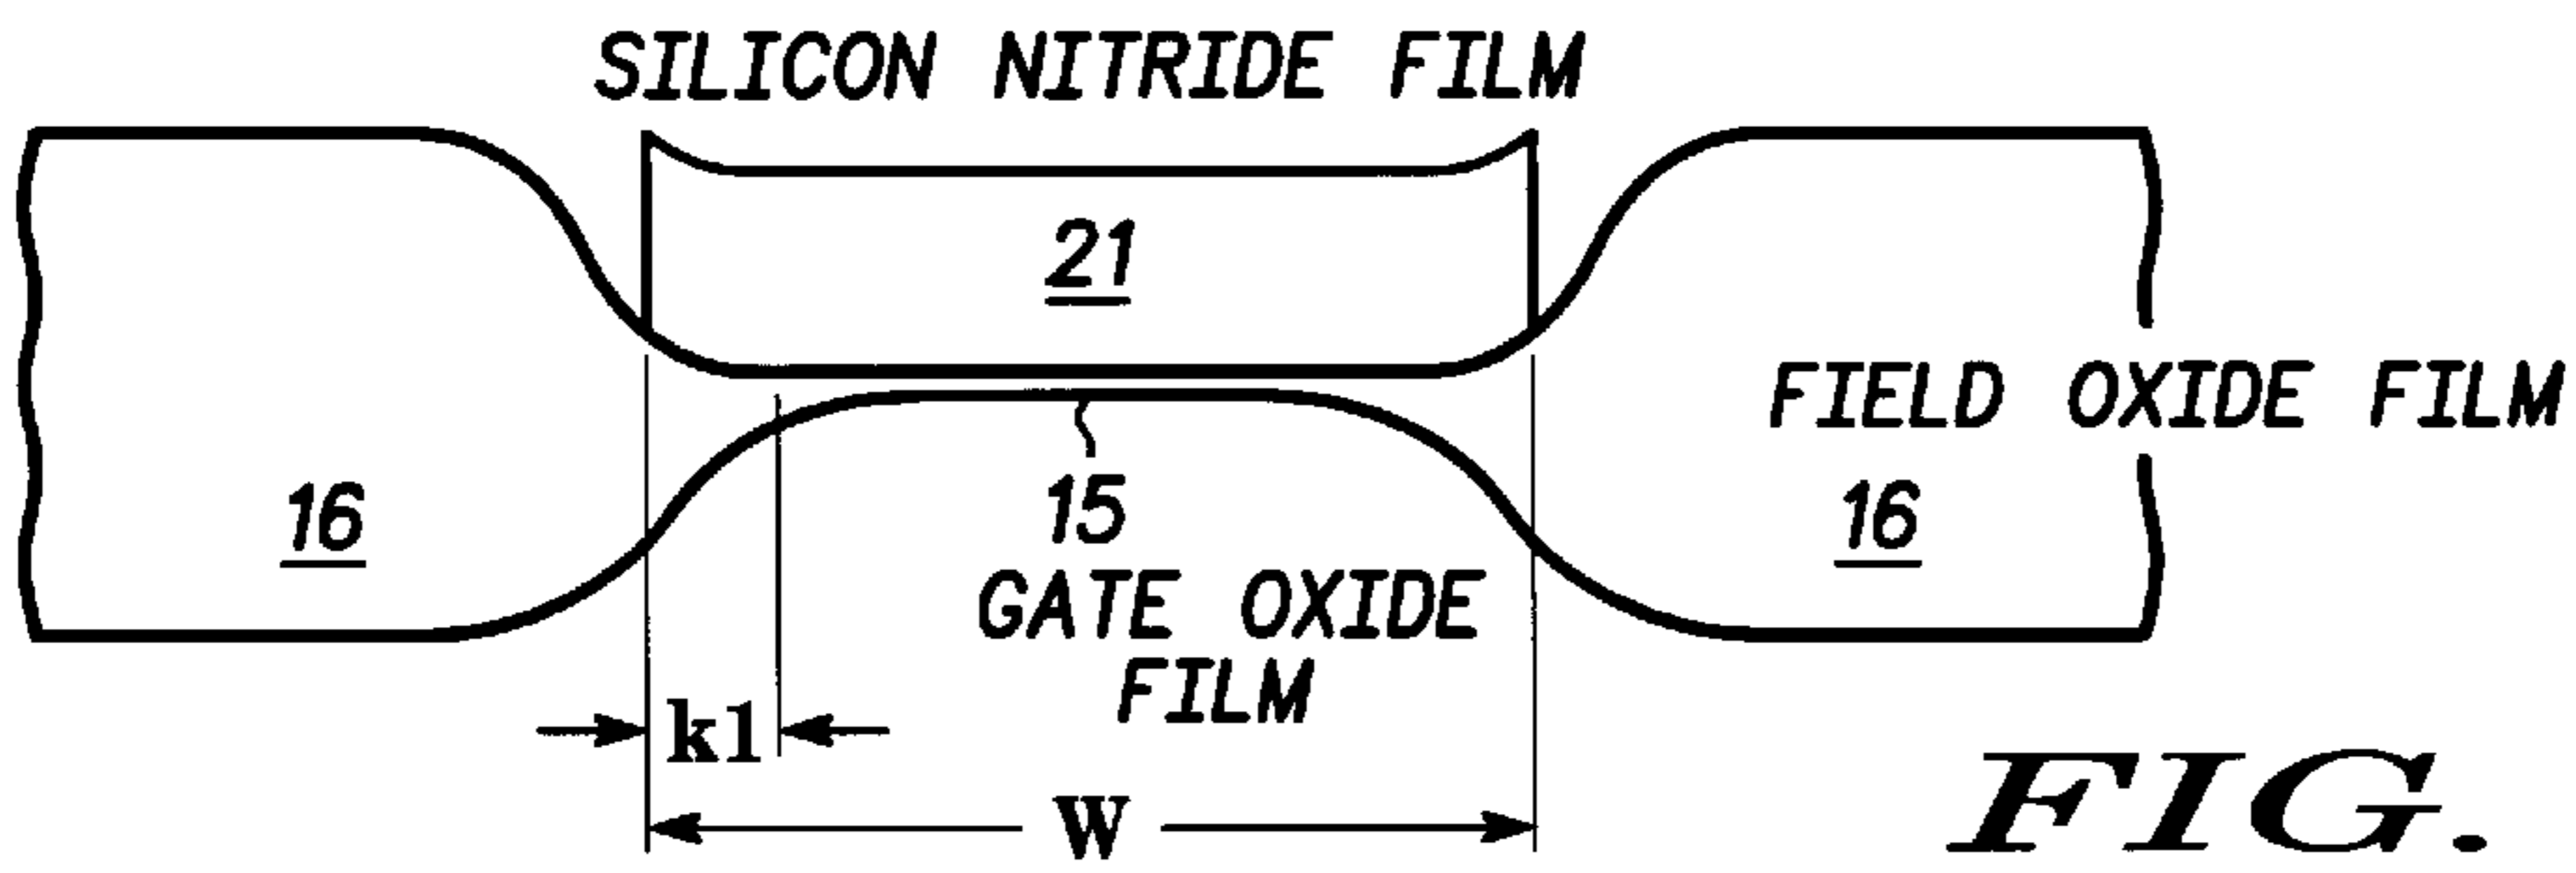 SILICON NITRIDE FILM
21
FIELD OXIDE FILM
16
15
16
GATE OXIDE
FILM
k1
W
FIG.